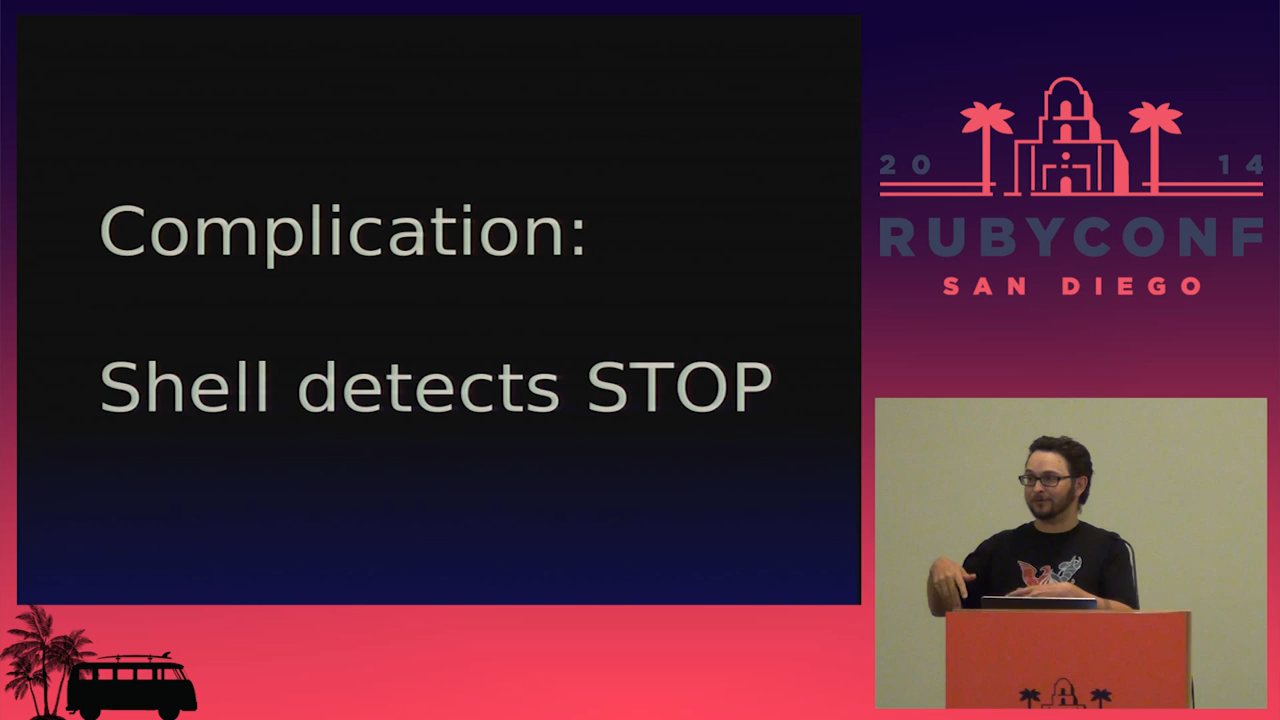 Complication:
Shell detects STOP
20 14
RUBYCONF
SAN DIEGO